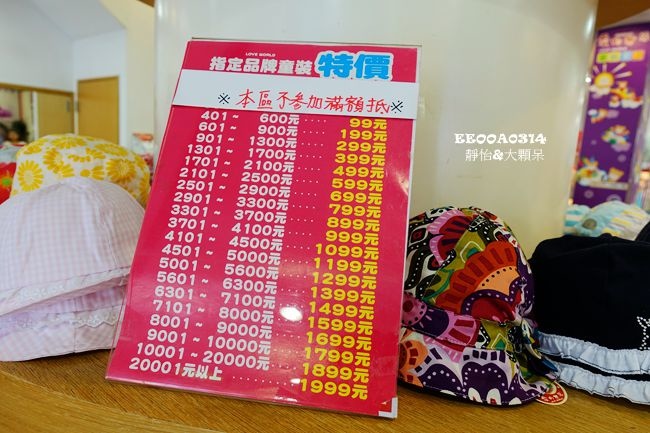 LOVE WORLD
指定品牌童裝 特價
※本區不參加滿額抵※
401~ 600元‥‥99元
601~ 900元‥‥199元
901~ 1300元‥‥299元
1301~ 1700元‥‥399元
1701~ 2100元‥‥499元
2101~ 2500元‥‥599元
2501~ 2900元‥‥699元
2901~ 3300元‥‥799元
3301~ 3700元‥‥899元
3701~ 4100元‥‥999元
4101~ 4500元‥‥1099元
4501~ 5000元‥‥1199元
5001~ 5600元‥‥1299元
5601~ 6300元‥‥1399元
6301~ 7100元‥‥1499元
7101~ 8000元‥‥1599元
8001~ 9000元‥‥1699元
9001~ 10000元‥‥1799元
10001~ 20000元‥‥1899元
20001元以上‥‥1999元
EE00A0314
靜怡&大顆呆